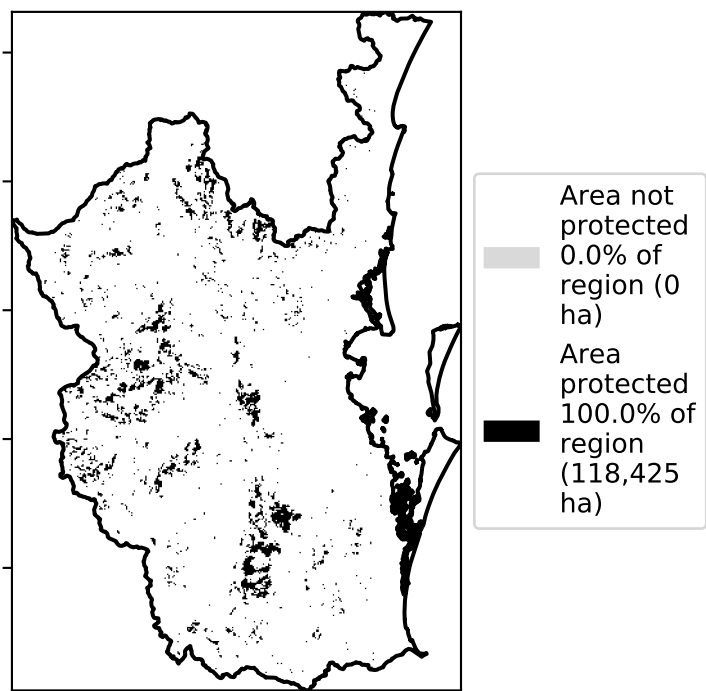 Area not
protected
0.0% of
region (0
ha)
Area
protected
100.0% of
region
(118,425
ha)